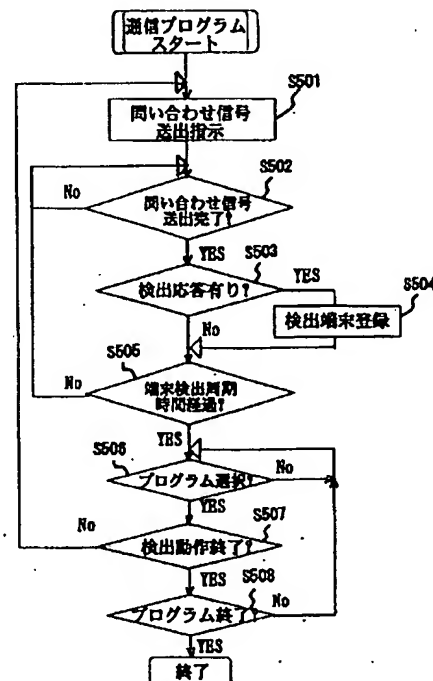 通信プログラム
スタート
S501
問い合わせ信号
送出指示
S502
No
問い合わせ信号
送出完了?
YES
S503
検出応答有り?
YES
S504
検出端末登録
No
S505
No
端末検出周期
時間経過?
YES
S506
プログラム選択?
No
YES
S507
No
検出動作終了?
YES
S508
プログラム終了?
No
YES
終了